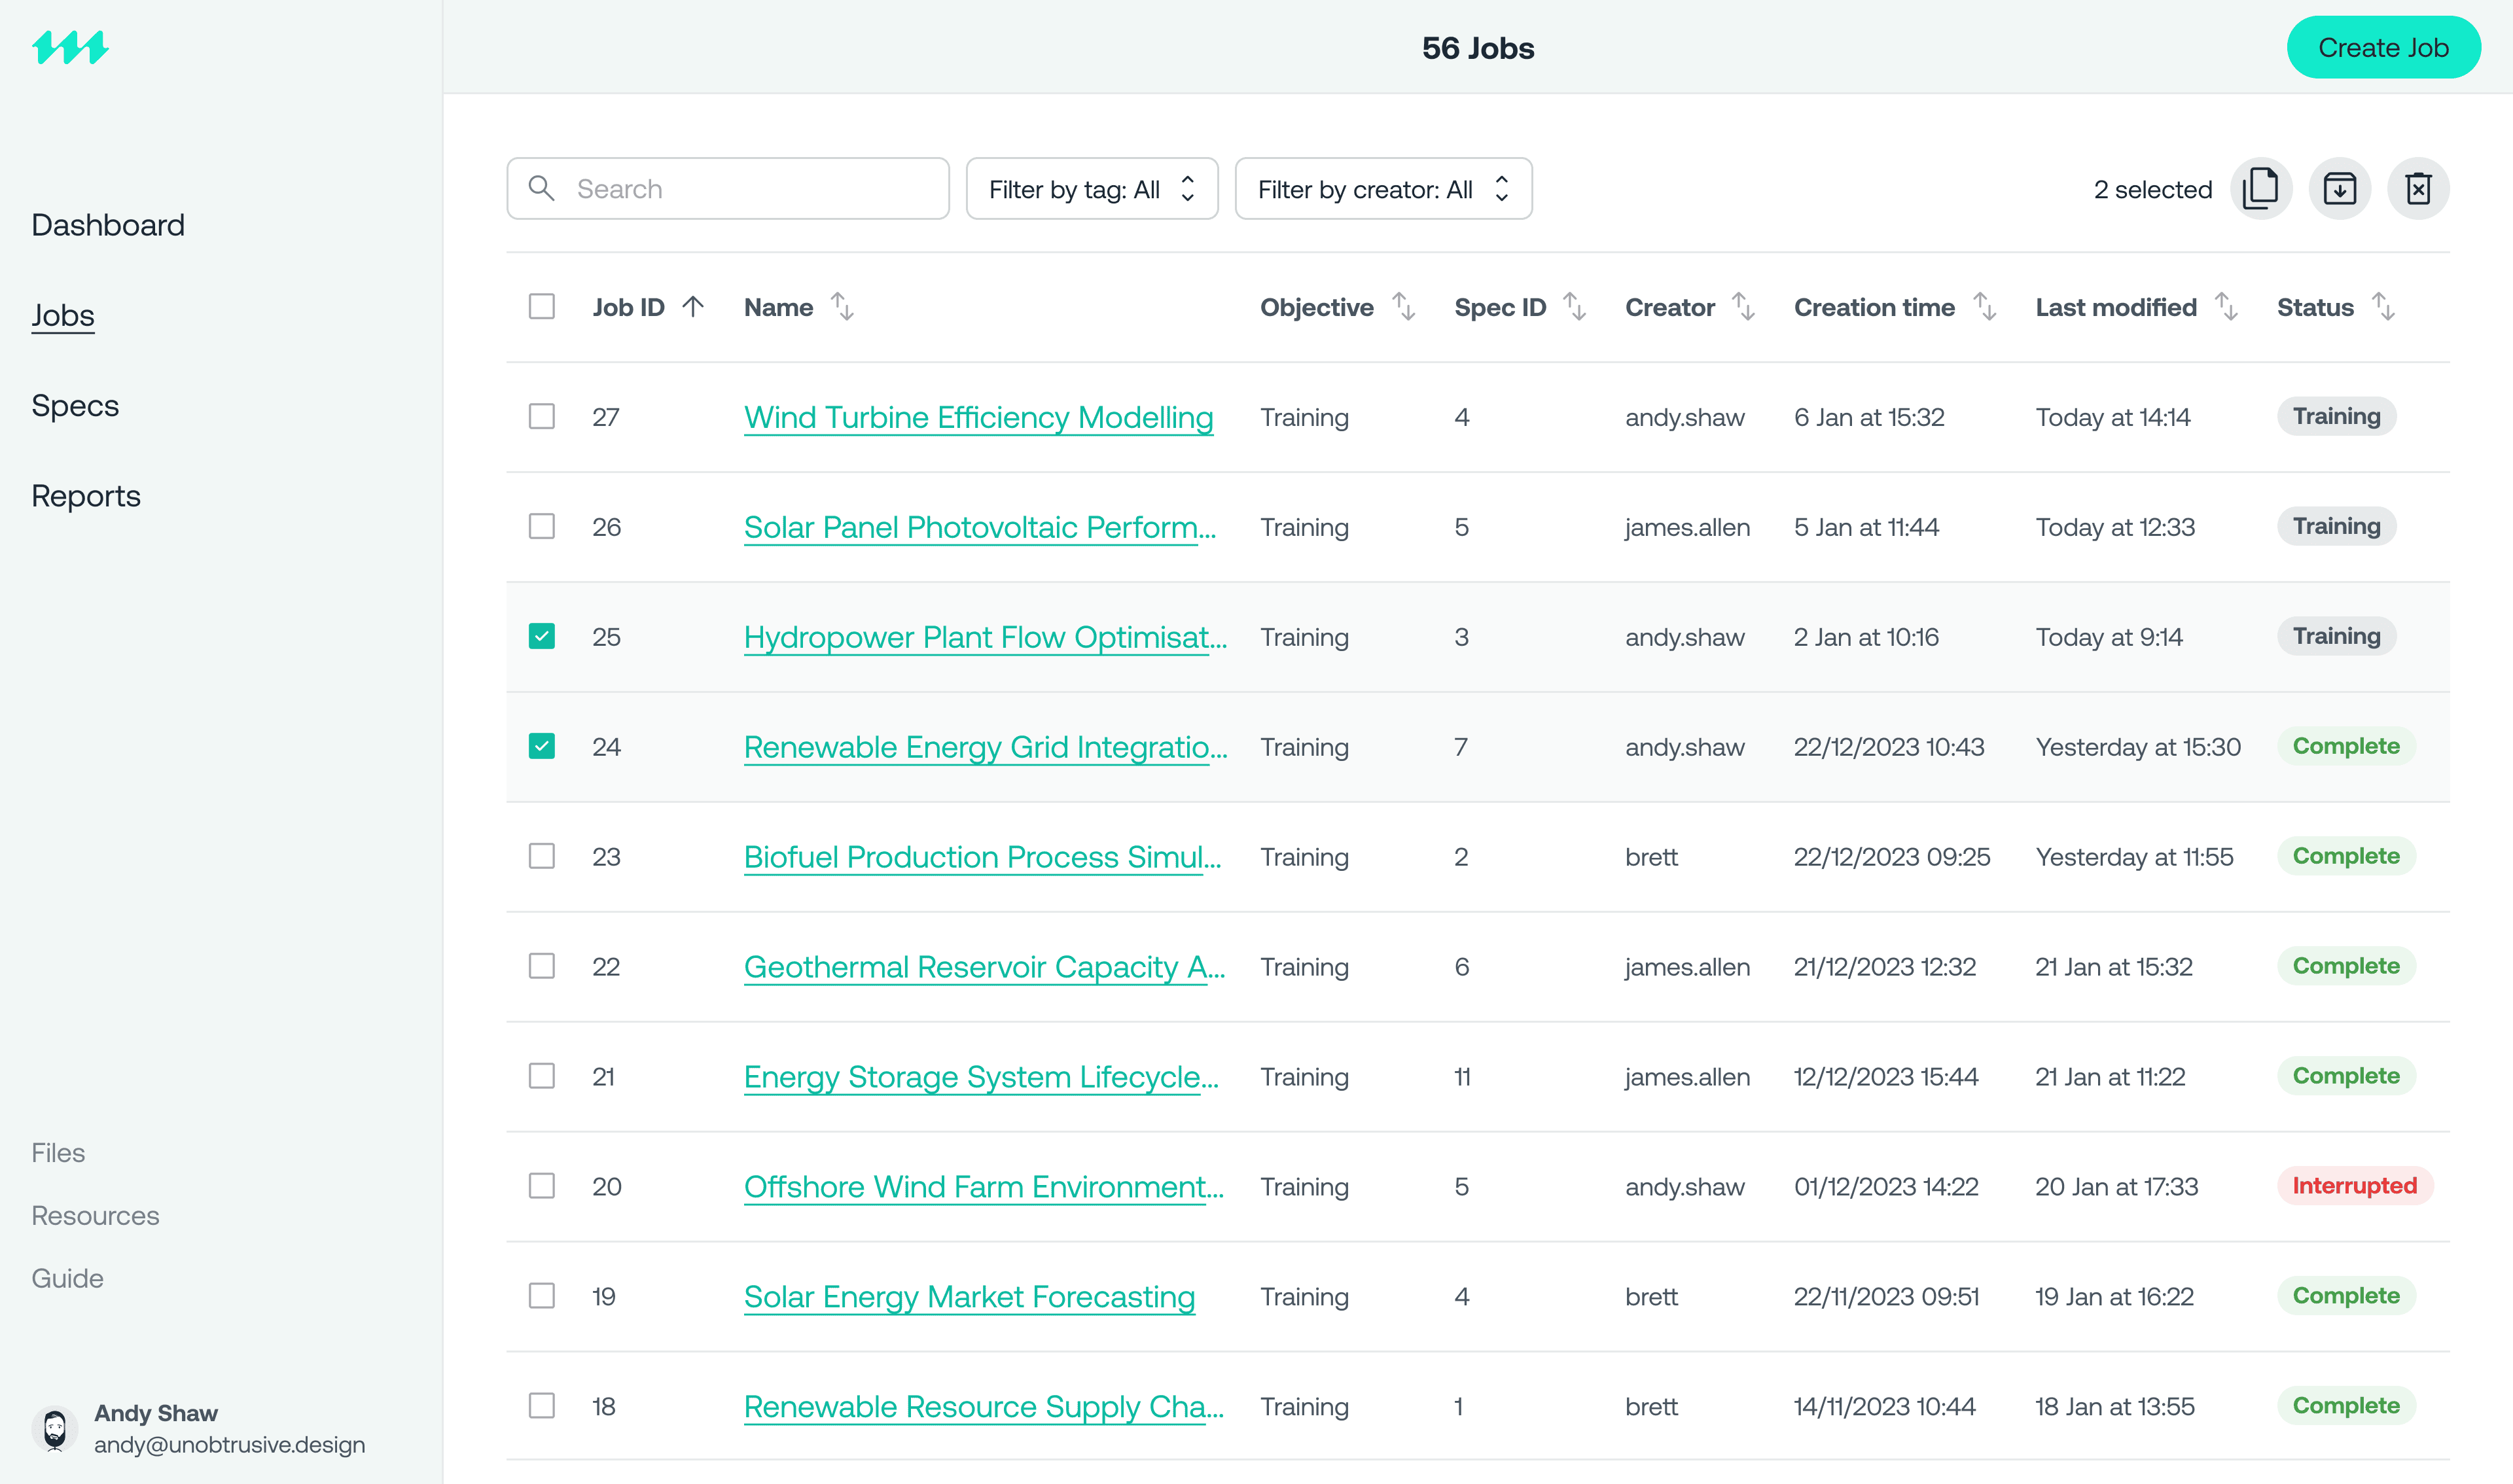 56 Jobs
Create Job
Dashboard
Jobs
Specs
Reports
Files
Resources
Guide
Andy Shaw
andy@unobtrusive.design
Search
Filter by tag: All
Filter by creator: All
2 selected
Job ID Name Objective Spec ID Creator Creation time Last modified Status
27 Wind Turbine Efficiency Modelling Training 4 andy.shaw 6 Jan at 15:32 Today at 14:14 Training
26 Solar Panel Photovoltaic Perform... Training 5 james.allen 5 Jan at 11:44 Today at 12:33 Training
25 Hydropower Plant Flow Optimisat... Training 3 andy.shaw 2 Jan at 10:16 Today at 9:14 Training
24 Renewable Energy Grid Integratio... Training 7 andy.shaw 22/12/2023 10:43 Yesterday at 15:30 Complete
23 Biofuel Production Process Simul... Training 2 brett 22/12/2023 09:25 Yesterday at 11:55 Complete
22 Geothermal Reservoir Capacity A... Training 6 james.allen 21/12/2023 12:32 21 Jan at 15:32 Complete
21 Energy Storage System Lifecycle... Training 11 james.allen 12/12/2023 15:44 21 Jan at 11:22 Complete
20 Offshore Wind Farm Environment... Training 5 andy.shaw 01/12/2023 14:22 20 Jan at 17:33 Interrupted
19 Solar Energy Market Forecasting Training 4 brett 22/11/2023 09:51 19 Jan at 16:22 Complete
18 Renewable Resource Supply Cha... Training 1 brett 14/11/2023 10:44 18 Jan at 13:55 Complete